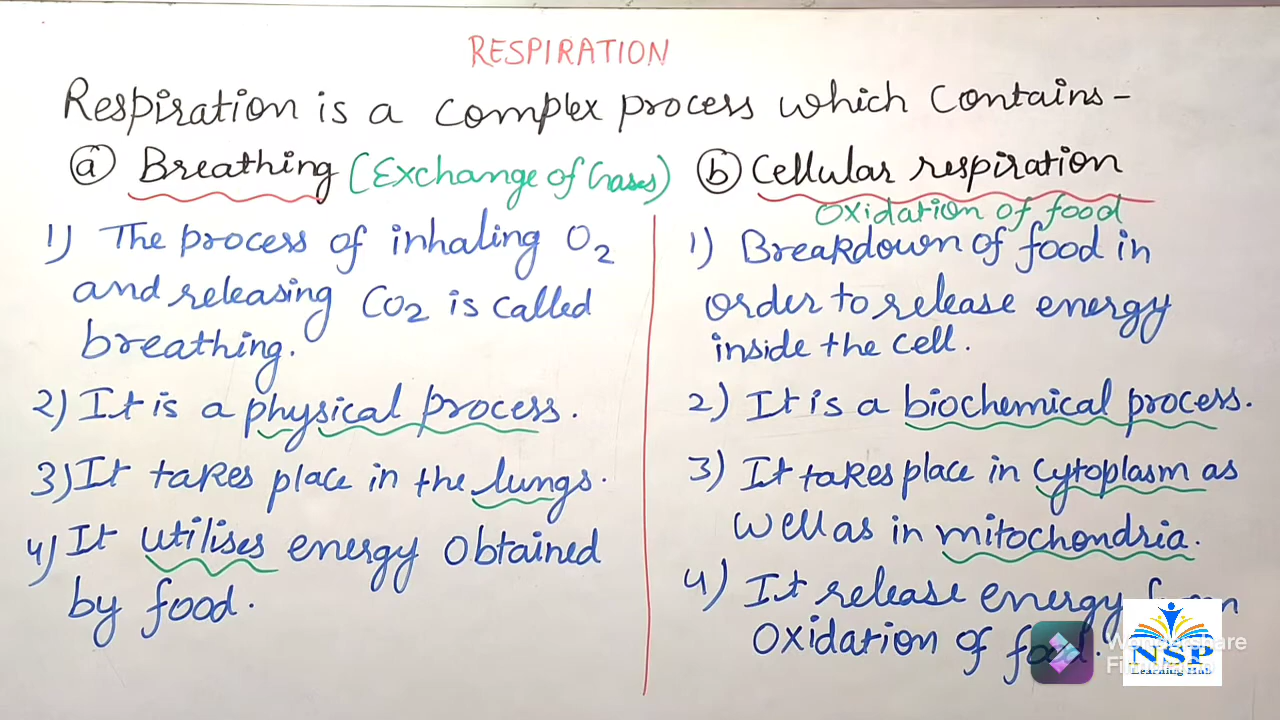 RESPIRATION
Respiration is a complex process which contains -
(a) Breathing (Exchange of Gases)
1) The process of inhaling O₂
and releasing CO₂ is called
breathing.
2) It is a physical process.
3) It takes place in the lungs.
4) It utilises energy obtained
by food.
(b) Cellular respiration
Oxidation of food
1) Breakdown of food in
order to release energy
inside the cell.
2) It is a biochemical process.
3) It takes place in cytoplasm as
well as in mitochondria.
4) It release energy from
Oxidation of food.
Wondershare
Filmora
NSP
Learning Hub